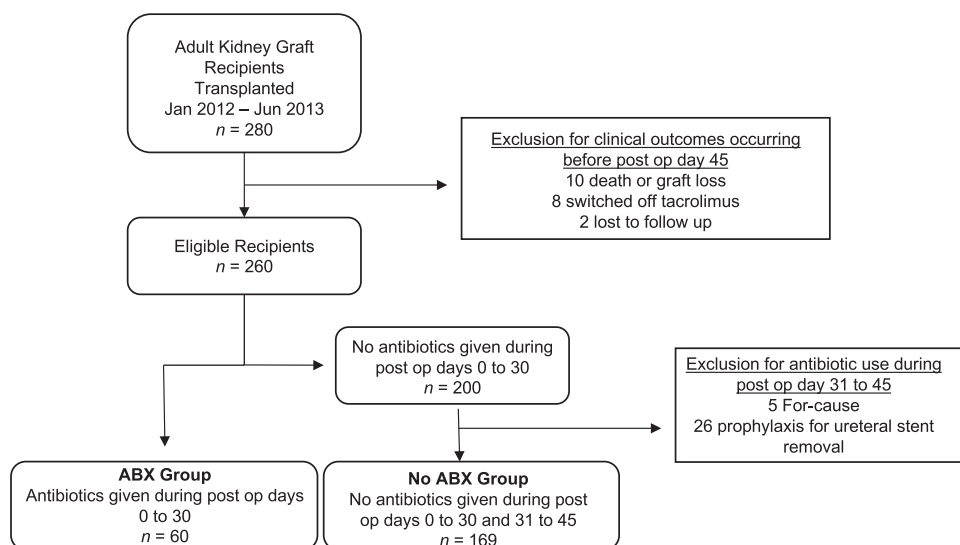 Adult Kidney Graft
Recipients
Transplanted
Jan 2012 – Jun 2013
n = 280
Exclusion for clinical outcomes occurring
before post op day 45
10 death or graft loss
8 switched off tacrolimus
2 lost to follow up
Eligible Recipients
n = 260
No antibiotics given during
post op days 0 to 30
n = 200
Exclusion for antibiotic use during
post op day 31 to 45
5 For-cause
26 prophylaxis for ureteral stent
removal
ABX Group
Antibiotics given during post op days
0 to 30
n = 60
No ABX Group
No antibiotics given during post
op days 0 to 30 and 31 to 45
n = 169